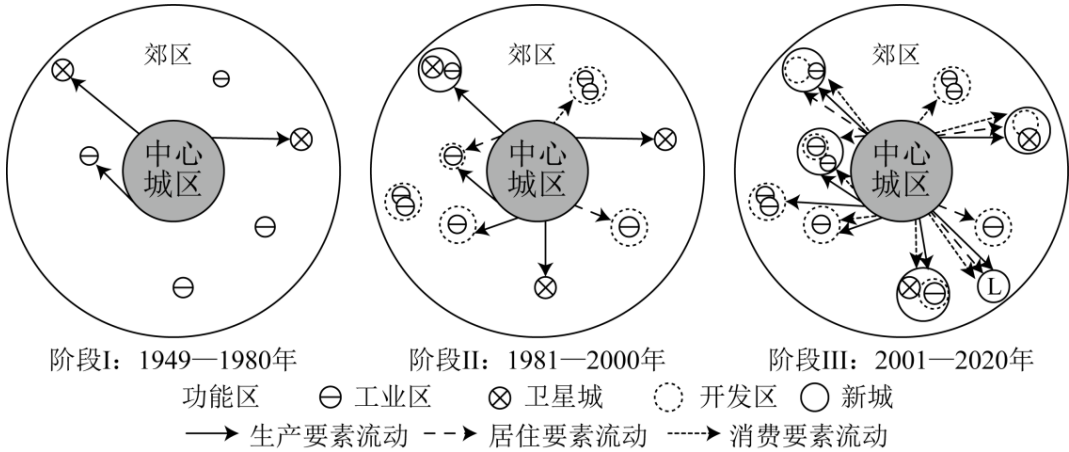 郊区 郊区 郊区
中心 中心 中心
城区 城区 城区
L
阶段I：1949—1980年 阶段II：1981—2000年 阶段III：2001—2020年
功能区 工业区 卫星城 开发区 新城
生产要素流动 居住要素流动 消费要素流动